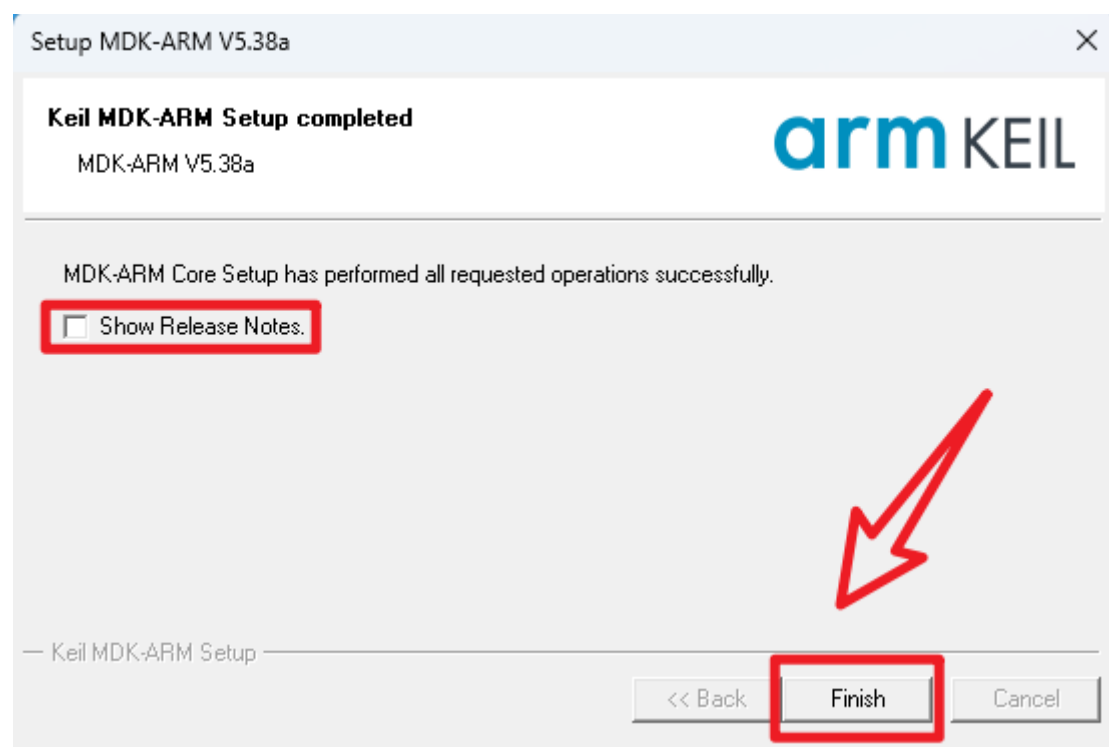 Setup MDK-ARM V5.38a
Keil MDK-ARM Setup completed
MDK-ARM V5.38a
arm KEIL
MDK-ARM Core Setup has performed all requested operations successfully.
Show Release Notes.
Keil MDK-ARM Setup
<< Back Finish Cancel